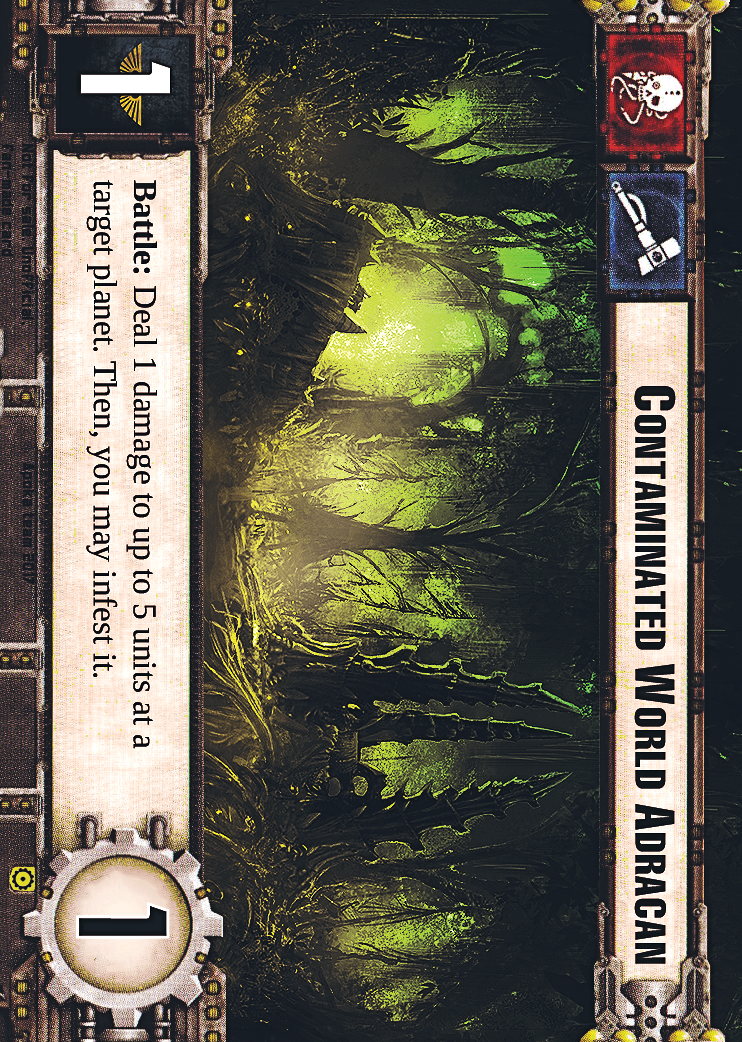 CONTAMINATED WORLD ADRACAN
1
Battle: Deal 1 damage to up to 5 units at a
target planet. Then, you may infest it.
1